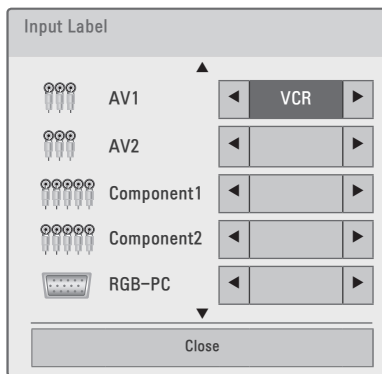 Input Label
AV1 VCR
AV2
Component1
Component2
RGB-PC
Close